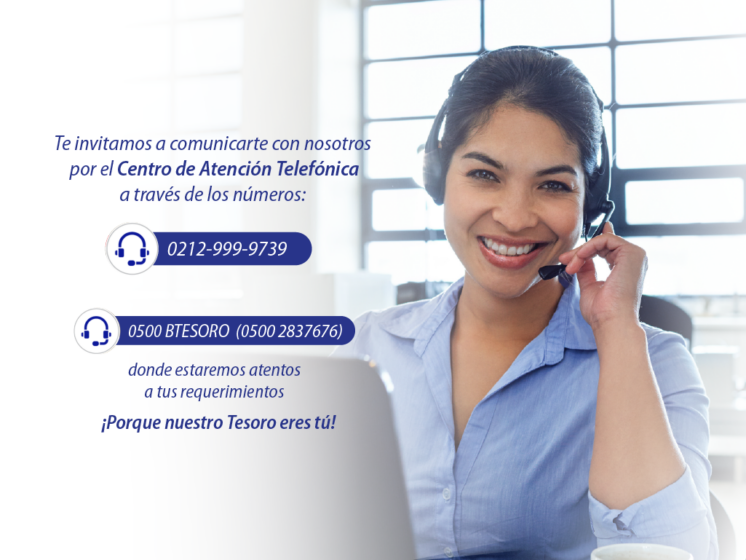 Te invitamos a comunicarte con nosotros
por el Centro de Atención Telefónica
a través de los números:
0212-999-9739
0500 BTESORO (0500 2837676)
donde estaremos atentos
a tus requerimientos
¡Porque nuestro Tesoro eres tú!